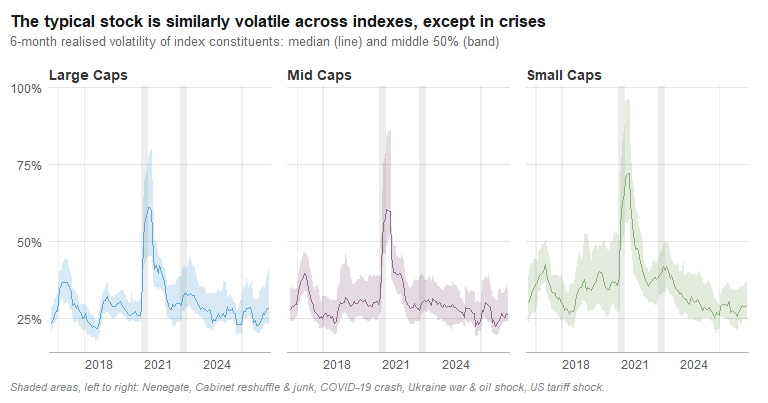 The typical stock is similarly volatile across indexes, except in crises
6-month realised volatility of index constituents: median (line) and middle 50% (band)
Large Caps
Mid Caps
Small Caps
100%
75%
50%
25%
2018 2021 2024
2018 2021 2024
2018 2021 2024
Shaded areas, left to right: Nenegate, Cabinet reshuffle & junk, COVID-19 crash, Ukraine war & oil shock, US tariff shock.